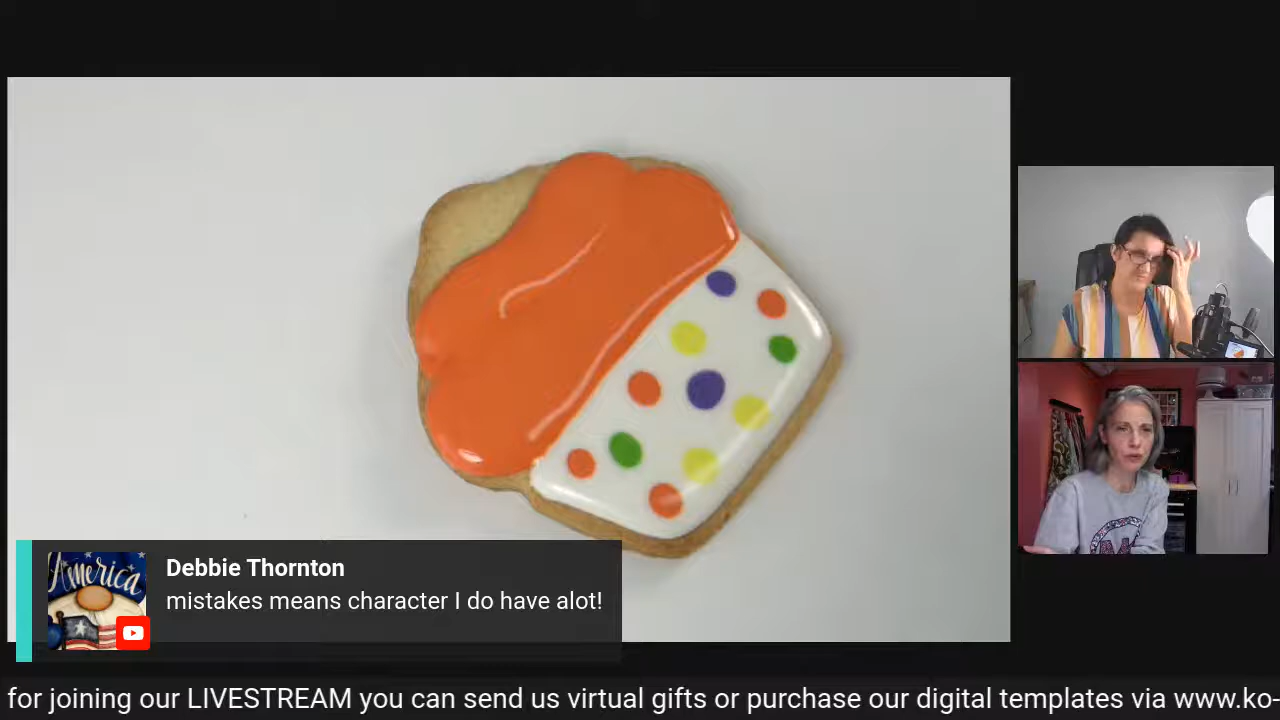 America
Debbie Thornton
mistakes means character I do have alot!
for joining our LIVESTREAM you can send us virtual gifts or purchase our digital templates via www.ko-